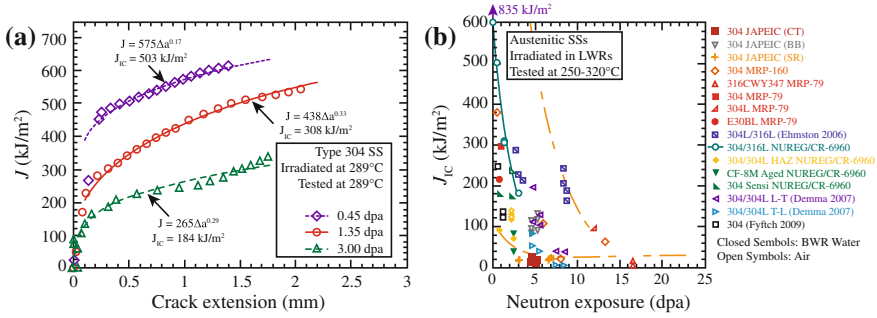 (a)
J = 575Δa^0.17
J_IC = 503 kJ/m²
J = 438Δa^0.33
J_IC = 308 kJ/m²
J = 265Δa^0.29
J_IC = 184 kJ/m²
Type 304 SS
Irradiated at 289°C
Tested at 289°C
0.45 dpa
1.35 dpa
3.00 dpa
J (kJ/m²)
800
700
600
500
400
300
200
100
0
0 0.5 1 1.5 2 2.5 3
Crack extension (mm)
(b)
835 kJ/m²
Austenitic SSs
Irradiated in LWRs
Tested at 250-320°C
J_IC (kJ/m²)
600
500
400
300
200
100
0
0 5 10 15 20 25
Neutron exposure (dpa)
304 JAPEIC (CT)
304 JAPEIC (BB)
304 JAPEIC (SR)
304 MRP-160
316CWY347 MRP-79
304 MRP-79
304L MRP-79
E30BL MRP-79
304L/316L (Ehmston 2006)
304/316L NUREG/CR-6960
304/304L HAZ NUREG/CR-6960
CF-8M Aged NUREG/CR-6960
304 Sensi NUREG/CR-6960
304/304L L-T (Demma 2007)
304/304L T-L (Demma 2007)
304 (Fyftch 2009)
Closed Sembols: BWR Water
Open Symbols: Air